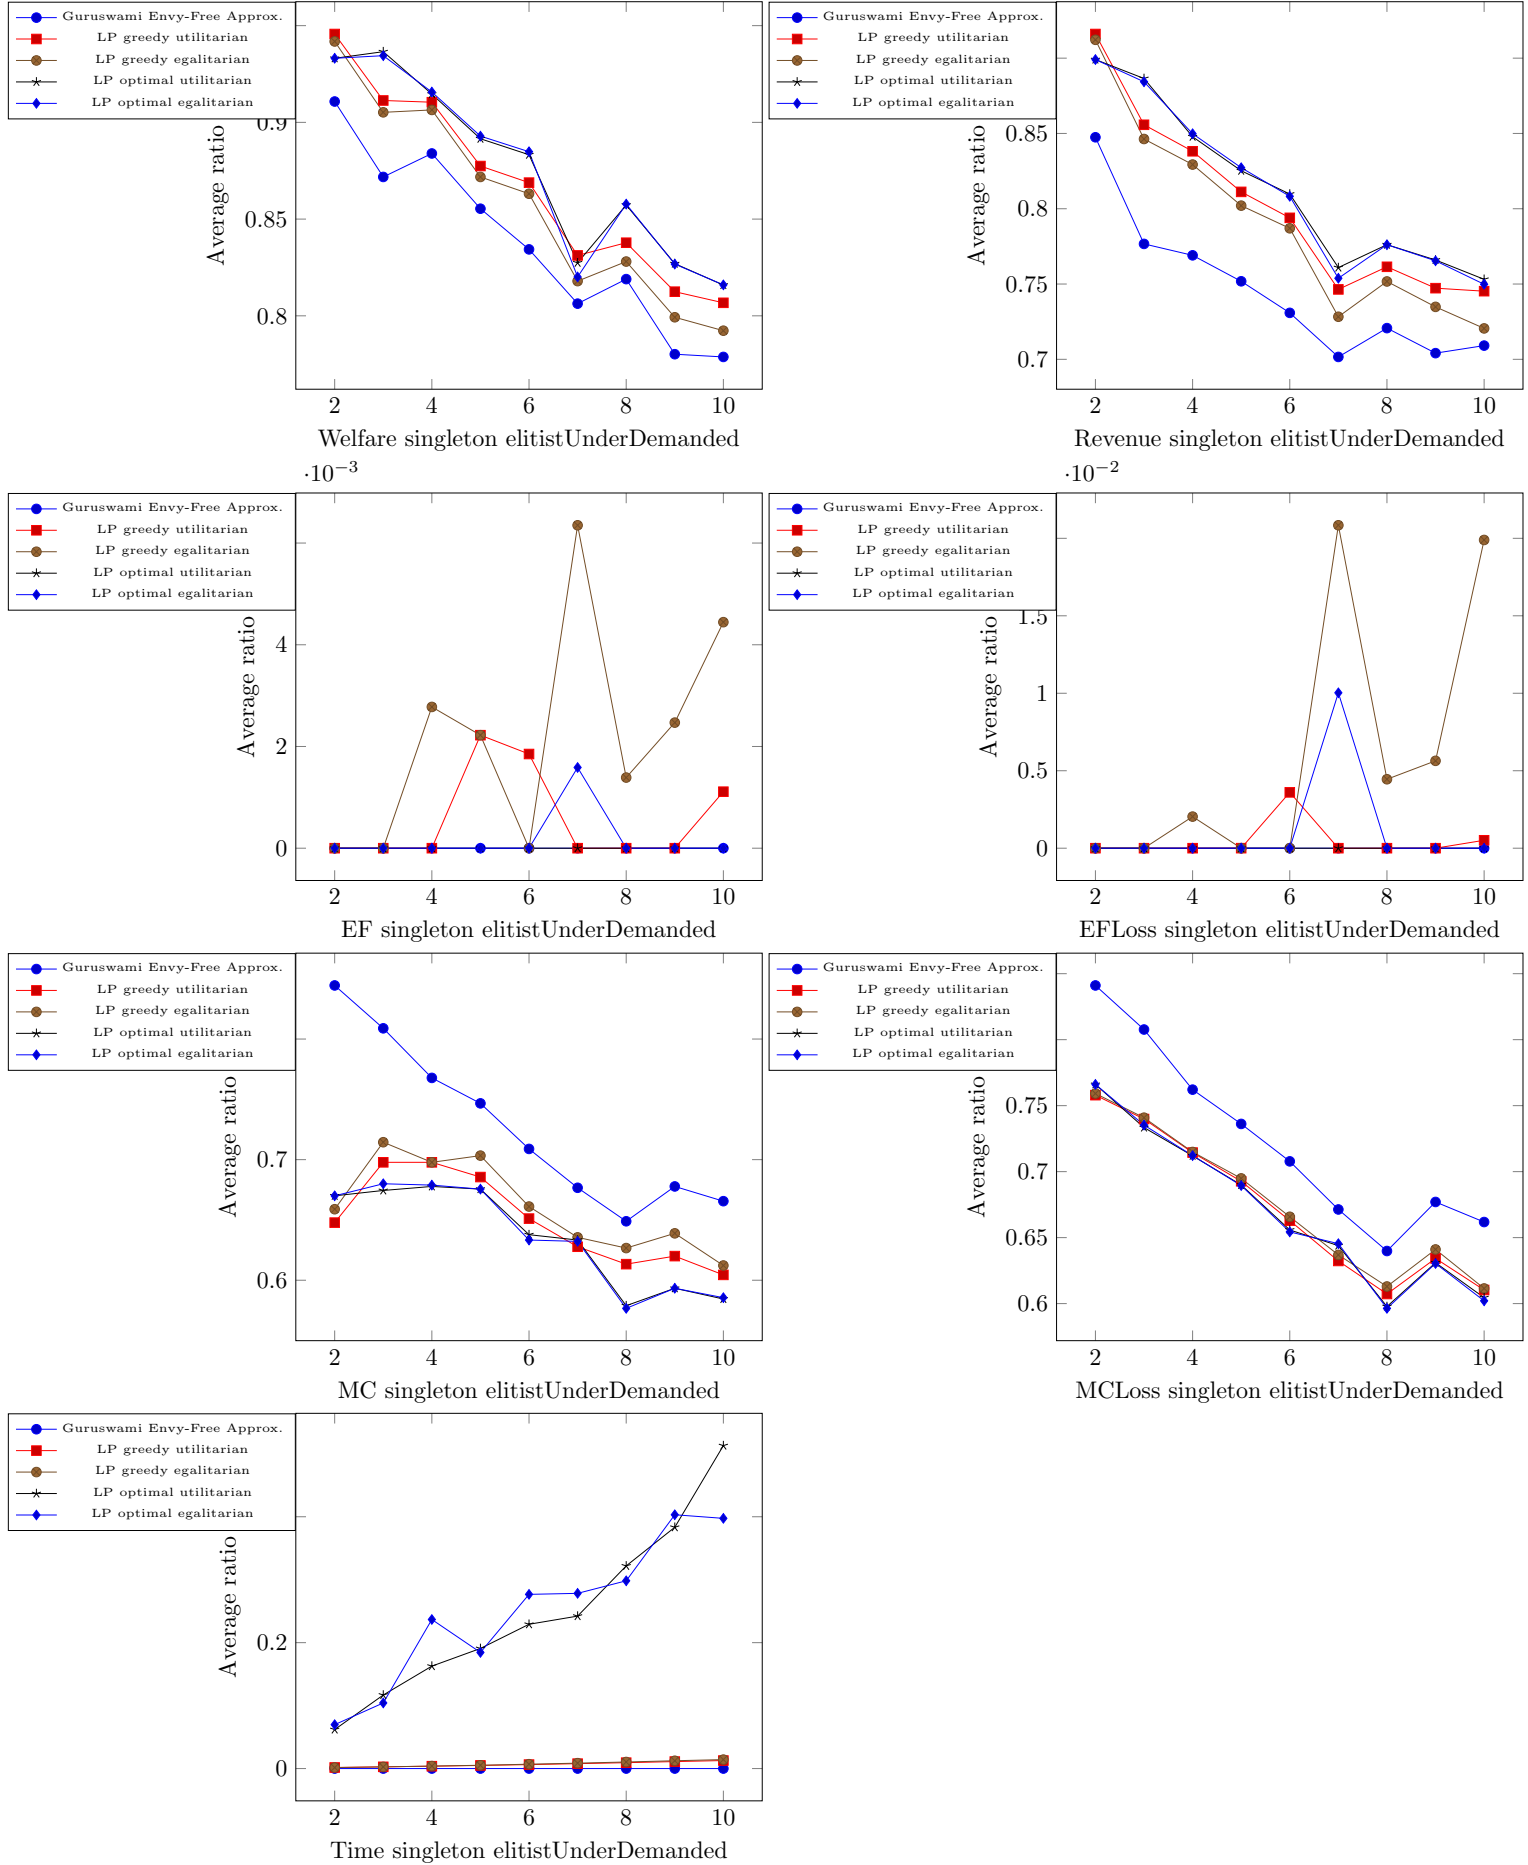 Guruswami Envy-Free Approx.
LP greedy utilitarian
LP greedy egalitarian
LP optimal utilitarian
LP optimal egalitarian
0.9
0.85
0.8
Average ratio
2 4 6 8 10
Welfare singleton elitistUnderDemanded
Guruswami Envy-Free Approx.
LP greedy utilitarian
LP greedy egalitarian
LP optimal utilitarian
LP optimal egalitarian
0.85
0.8
0.75
0.7
Average ratio
2 4 6 8 10
Revenue singleton elitistUnderDemanded
·10⁻³
Guruswami Envy-Free Approx.
LP greedy utilitarian
LP greedy egalitarian
LP optimal utilitarian
LP optimal egalitarian
4
2
0
Average ratio
2 4 6 8 10
EF singleton elitistUnderDemanded
·10⁻²
Guruswami Envy-Free Approx.
LP greedy utilitarian
LP greedy egalitarian
LP optimal utilitarian
LP optimal egalitarian
1.5
1
0.5
0
Average ratio
2 4 6 8 10
EFLoss singleton elitistUnderDemanded
Guruswami Envy-Free Approx.
LP greedy utilitarian
LP greedy egalitarian
LP optimal utilitarian
LP optimal egalitarian
0.7
0.6
Average ratio
2 4 6 8 10
MC singleton elitistUnderDemanded
Guruswami Envy-Free Approx.
LP greedy utilitarian
LP greedy egalitarian
LP optimal utilitarian
LP optimal egalitarian
0.75
0.7
0.65
0.6
Average ratio
2 4 6 8 10
MCLoss singleton elitistUnderDemanded
Guruswami Envy-Free Approx.
LP greedy utilitarian
LP greedy egalitarian
LP optimal utilitarian
LP optimal egalitarian
0.2
0
Average ratio
2 4 6 8 10
Time singleton elitistUnderDemanded